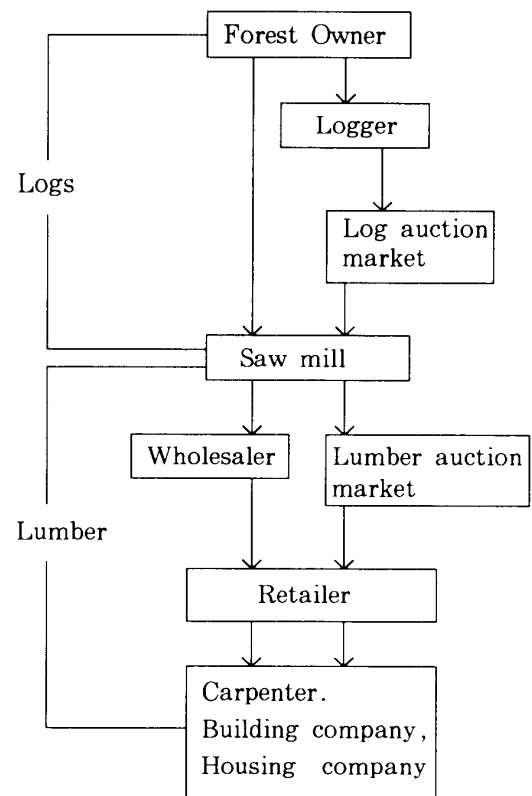 Forest Owner
Logger
Logs
Log auction
market
Saw mill
Wholesaler
Lumber auction
market
Lumber
Retailer
Carpenter.
Building company,
Housing company